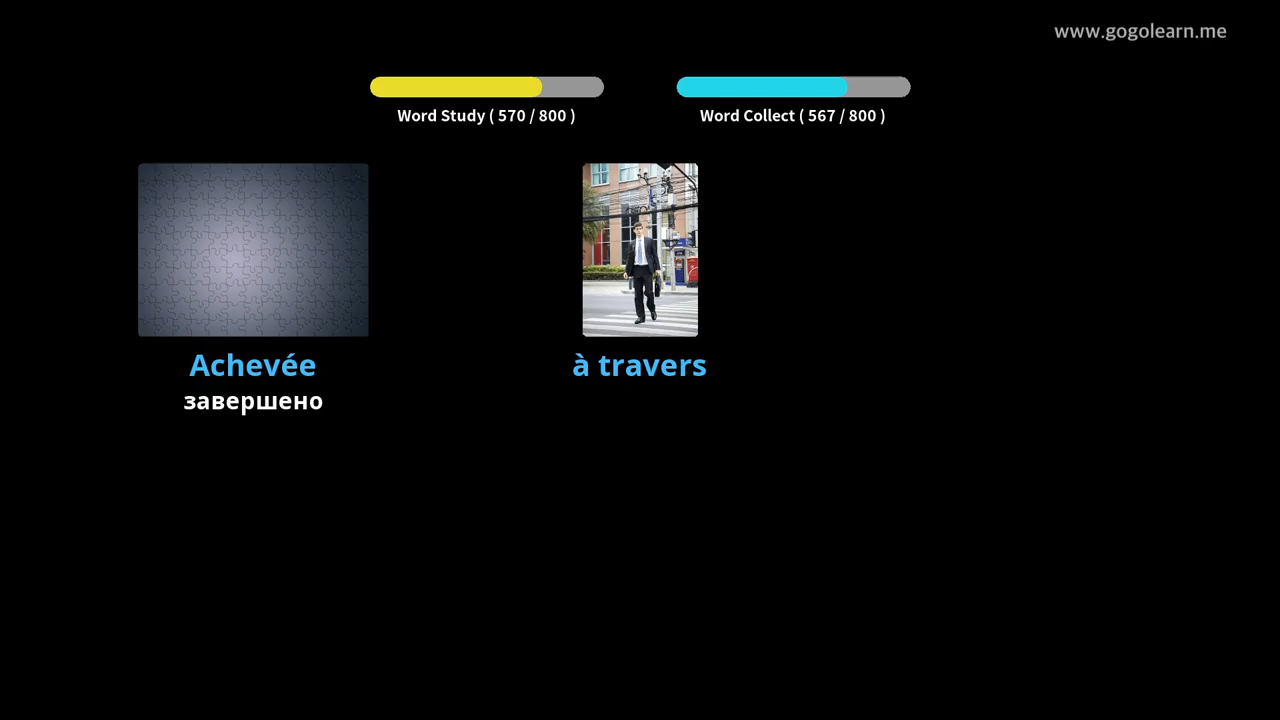 www.gogolearn.me
Word Study ( 570 / 800 )
Word Collect ( 567 / 800 )
Achevée
завершено
à travers